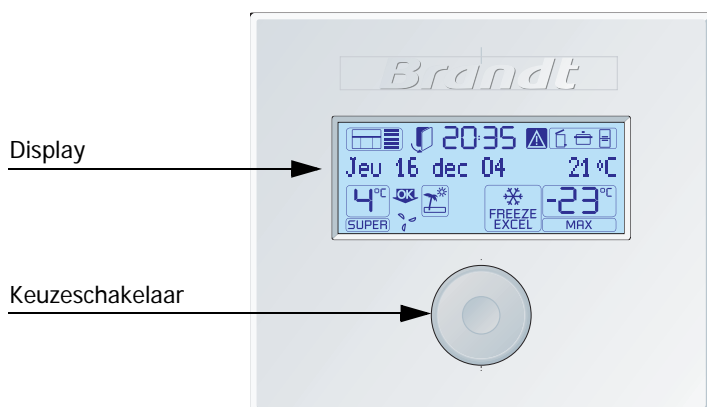 Brandt
20:35
Display
Jeu 16 dec 04 21 °C
4°C OK FREEZE EXCEL -23°C
SUPER MAX
Keuzeschakelaar